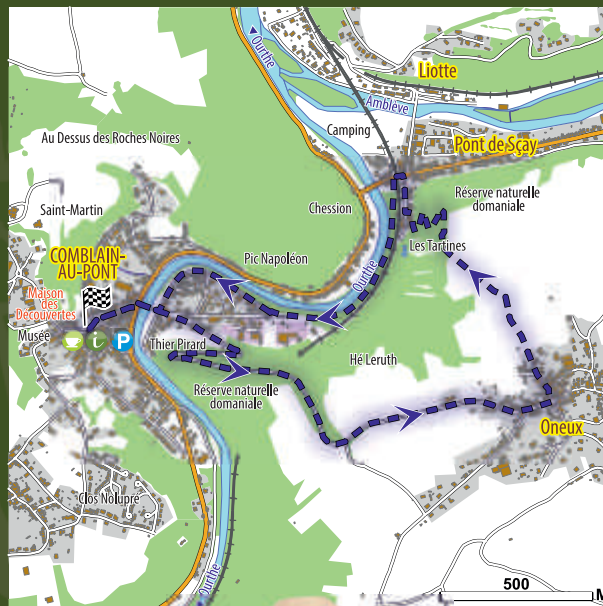 Ourthe
Liotte
Amblève
Camping
Au Dessus des Roches Noires
Pont de Sçay
Réserve naturelle
domaniale
Saint-Martin
Chession
Les Tartines
COMBLAIN-
AU-PONT
Pic Napoléon
Ourthe
Maison
des
Découvertes
Musée
i
P
Thier Pirard
Hé Leruth
Réserve naturelle
domaniale
Oneux
Clos Nolupré
Ourthe
500
M